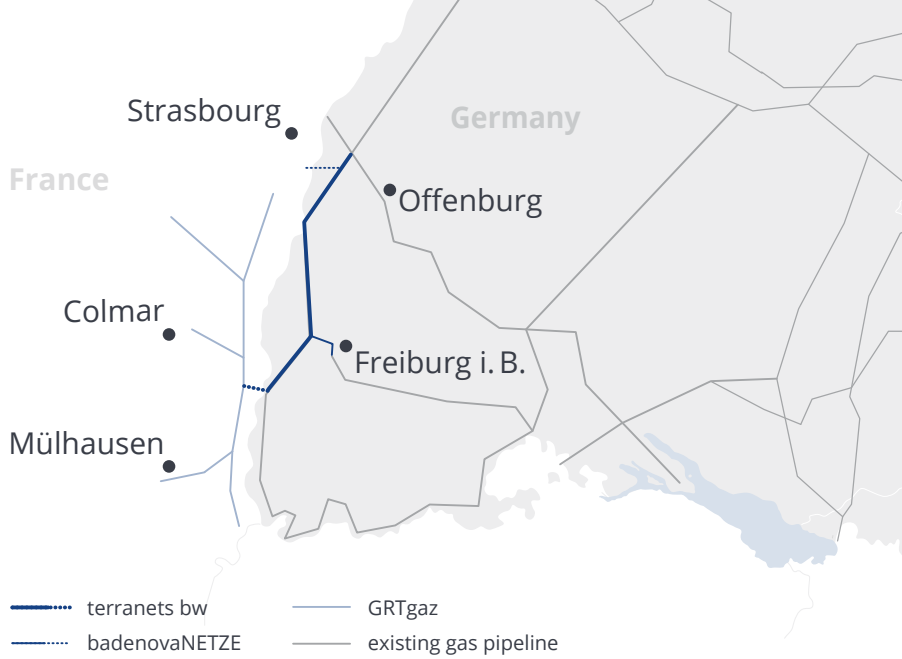 Strasbourg
Germany
France
Offenburg
Colmar
Freiburg i. B.
Mülhausen
terranets bw
GRTgaz
badenovaNETZE
existing gas pipeline